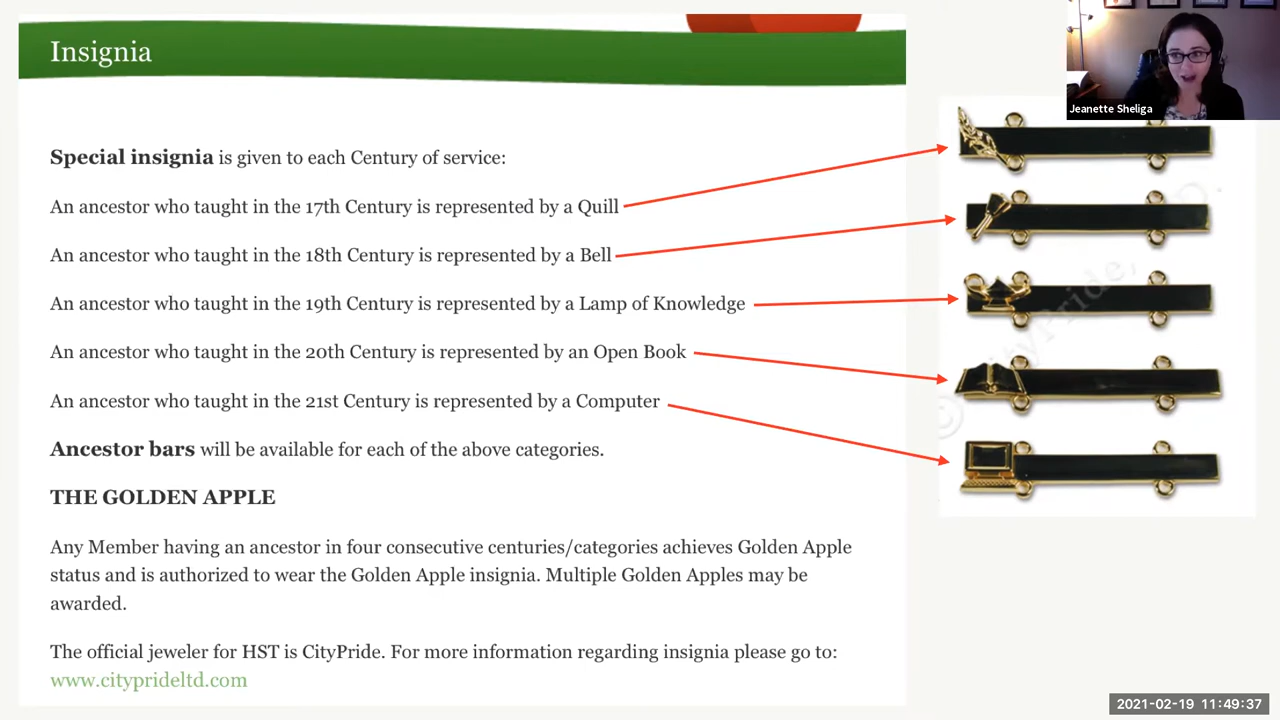 Insignia
Jeanette Sheliga
Special insignia is given to each Century of service:
An ancestor who taught in the 17th Century is represented by a Quill
An ancestor who taught in the 18th Century is represented by a Bell
An ancestor who taught in the 19th Century is represented by a Lamp of Knowledge
An ancestor who taught in the 20th Century is represented by an Open Book
An ancestor who taught in the 21st Century is represented by a Computer
Ancestor bars will be available for each of the above categories.
THE GOLDEN APPLE
Any Member having an ancestor in four consecutive centuries/categories achieves Golden Apple
status and is authorized to wear the Golden Apple insignia. Multiple Golden Apples may be
awarded.
The official jeweler for HST is CityPride. For more information regarding insignia please go to:
www.cityprideltd.com
2021-02-19 11:49:37